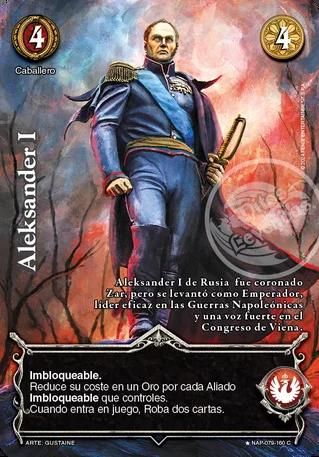 4
4
Caballero
Aleksander I
Aleksander I de Rusia fue coronado
Zar, pero se levantó como Emperador,
líder eficaz en las Guerras Napoleónicas
y una voz fuerte en el
Congreso de Viena.
Imbloqueable.
Reduce su coste en un Oro por cada Aliado
Imbloqueable que controles.
Cuando entra en juego, Roba dos cartas.
ARTE: GUSTAINE
★ NAP-079-160 C